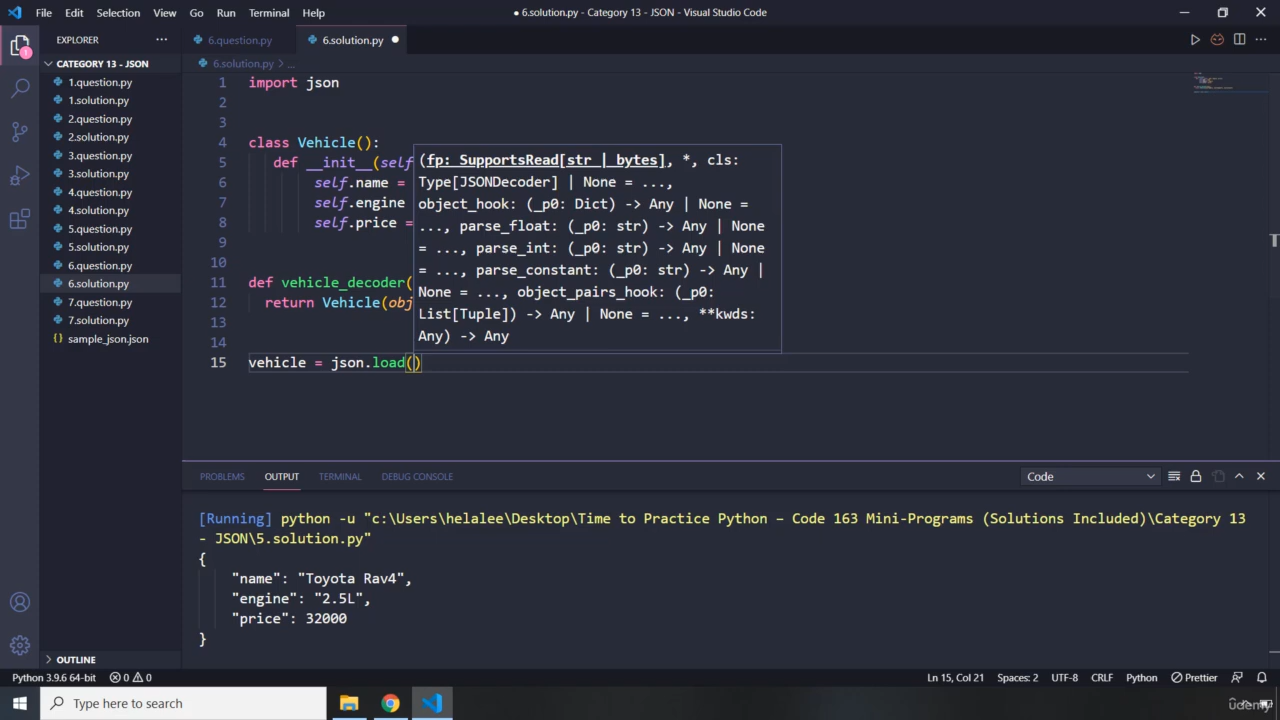 File Edit Selection View Go Run Terminal Help
● 6.solution.py - Category 13 - JSON - Visual Studio Code
EXPLORER
6.question.py
6.solution.py
CATEGORY 13 - JSON
6.solution.py > ...
1.question.py
1.solution.py
2.question.py
2.solution.py
3.question.py
3.solution.py
4.question.py
4.solution.py
5.question.py
5.solution.py
6.question.py
6.solution.py
7.question.py
7.solution.py
{} sample_json.json
OUTLINE
1 import json
2
3
4 class Vehicle():
5 def __init__(self
6 self.name =
7 self.engine
8 self.price =
9
10
11 def vehicle_decoder(
12 return Vehicle(obj
13
14
15 vehicle = json.load()
(fp: SupportsRead[str | bytes], *, cls:
Type[JSONDecoder] | None = ...,
object_hook: (_p0: Dict) -> Any | None =
..., parse_float: (_p0: str) -> Any | None
= ..., parse_int: (_p0: str) -> Any | None
= ..., parse_constant: (_p0: str) -> Any |
None = ..., object_pairs_hook: (_p0:
List[Tuple]) -> Any | None = ..., **kwds:
Any) -> Any
PROBLEMS OUTPUT TERMINAL DEBUG CONSOLE
Code
[Running] python -u "c:\Users\helalee\Desktop\Time to Practice Python – Code 163 Mini-Programs (Solutions Included)\Category 13
- JSON\5.solution.py"
{
"name": "Toyota Rav4",
"engine": "2.5L",
"price": 32000
}
Python 3.9.6 64-bit
0
0
Ln 15, Col 21
Spaces: 2
UTF-8
CRLF
Python
Prettier
Type here to search
Udemy
1